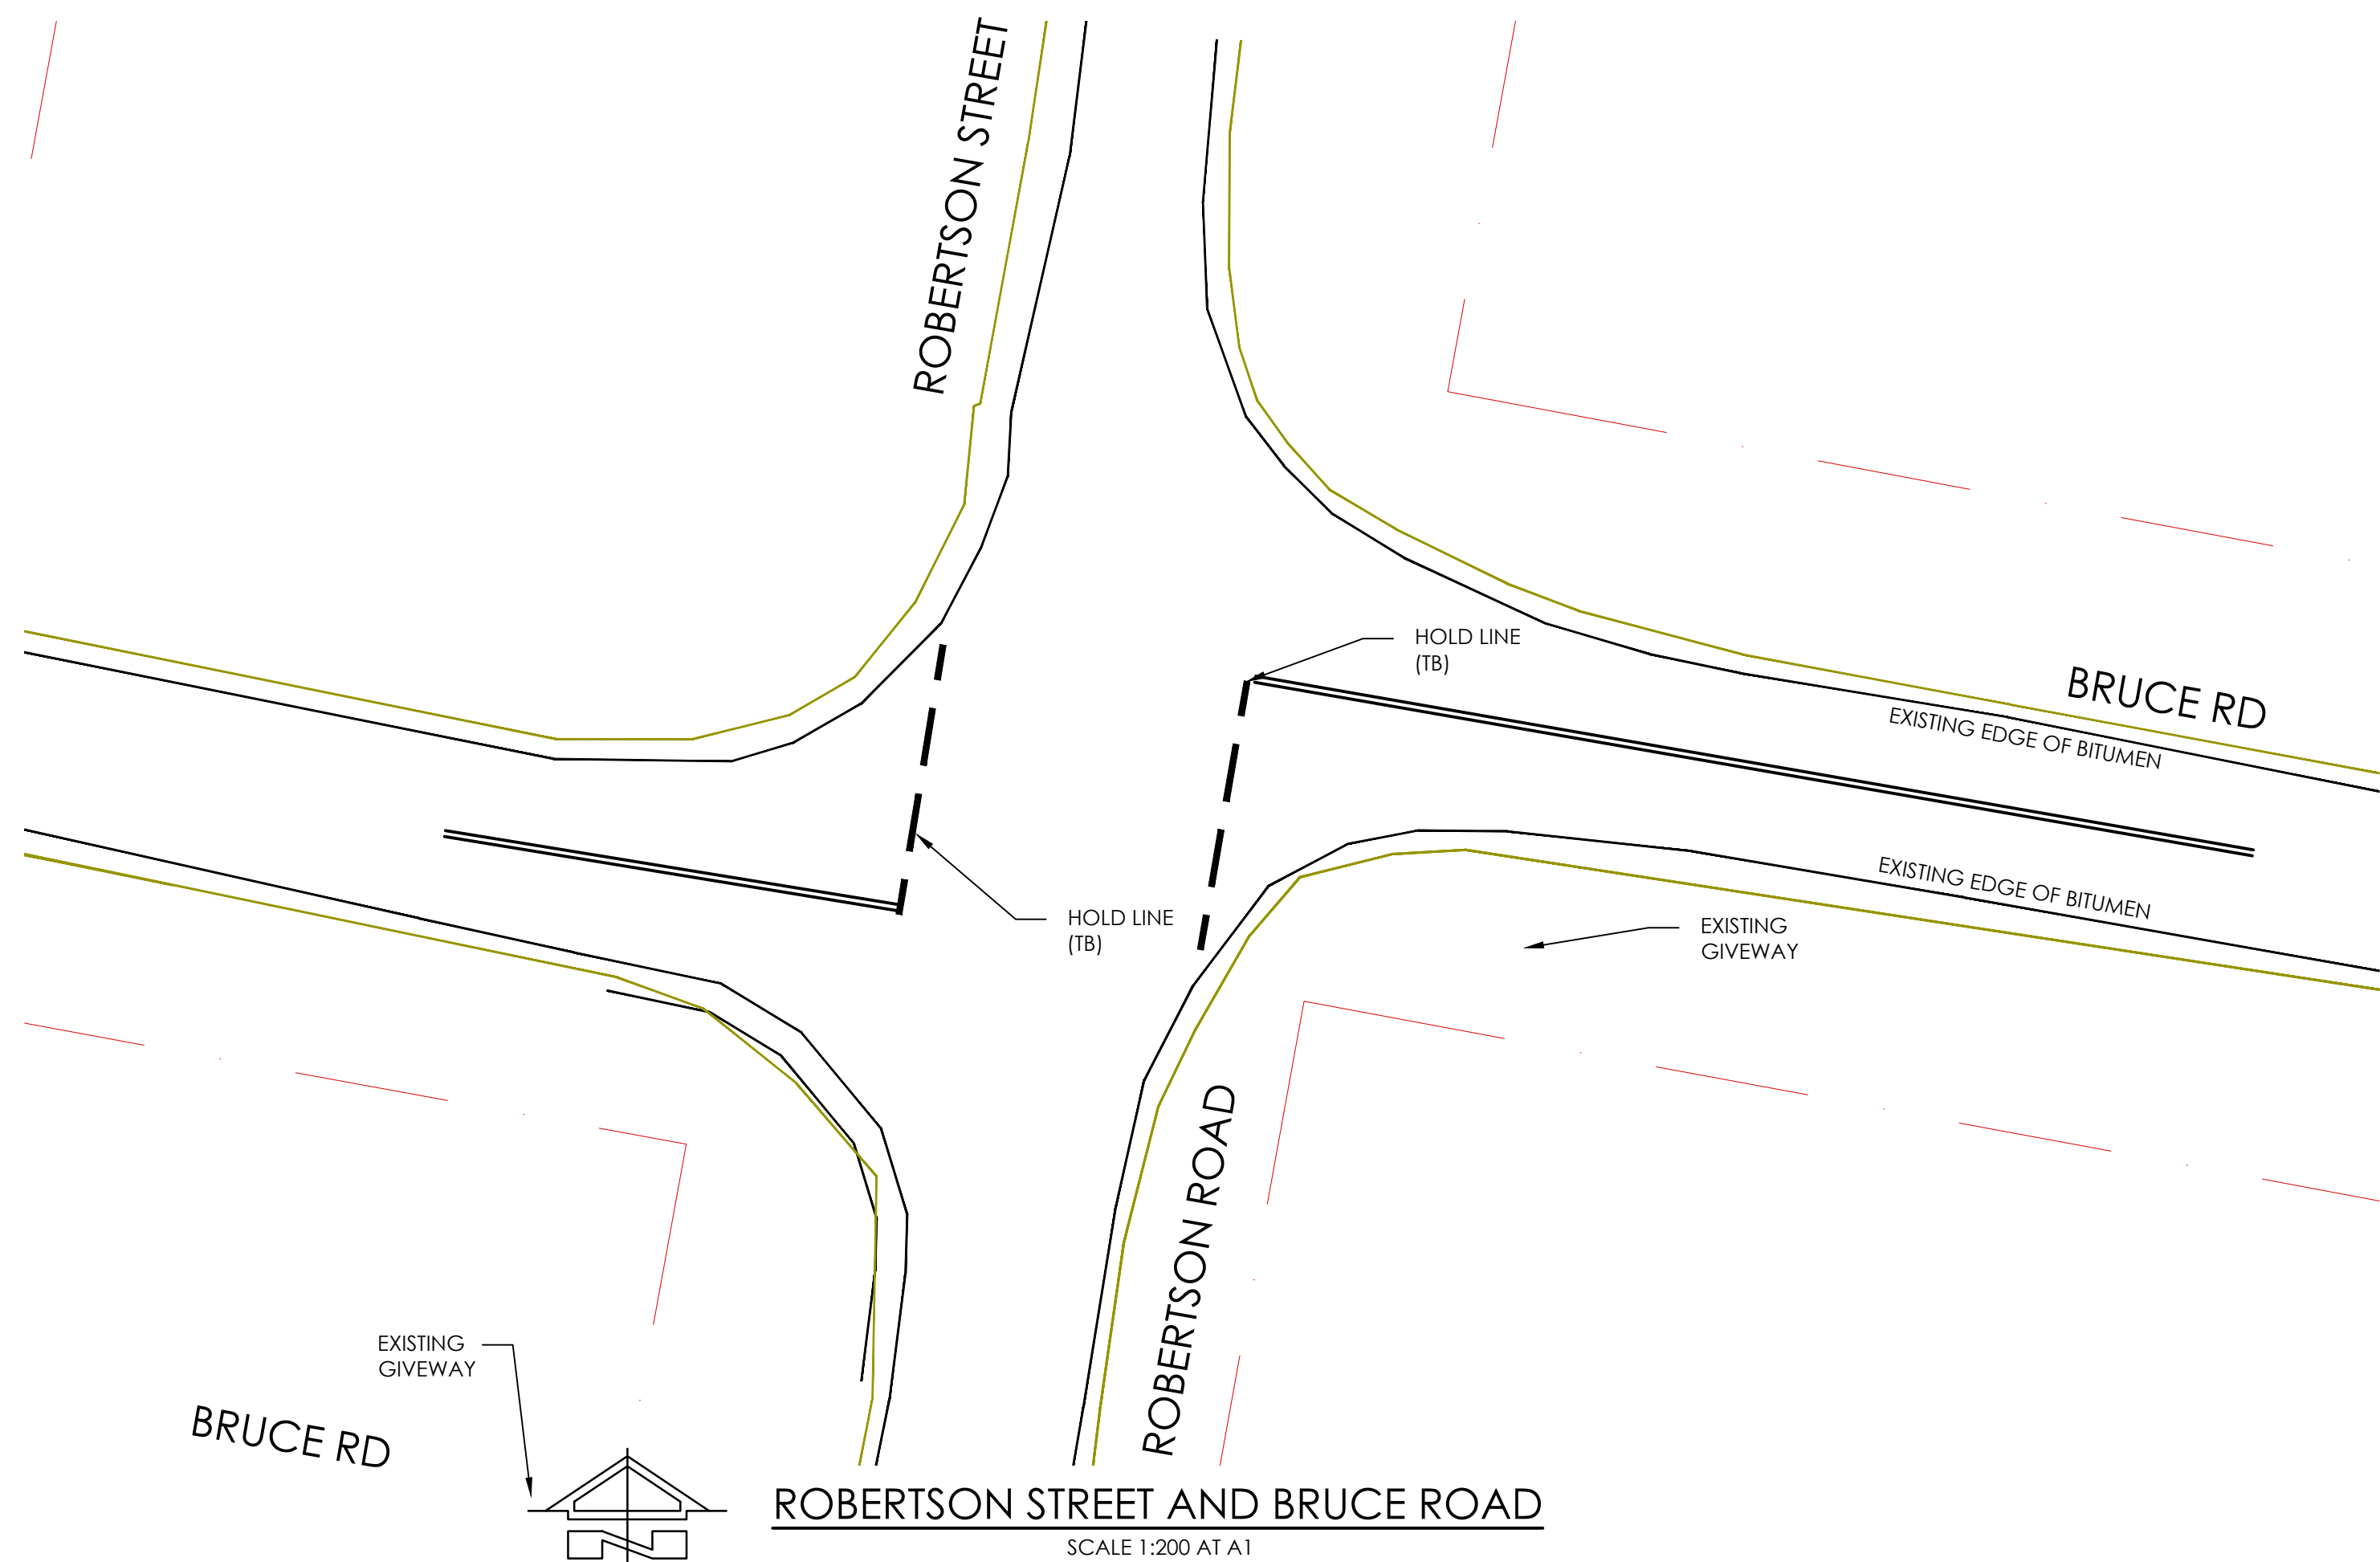 ROBERTSON STREET
HOLD LINE
(TB)
BRUCE RD
EXISTING EDGE OF BITUMEN
EXISTING EDGE OF BITUMEN
HOLD LINE
(TB)
EXISTING
GIVEWAY
ROBERTSON ROAD
EXISTING
GIVEWAY
BRUCE RD
N
ROBERTSON STREET AND BRUCE ROAD
SCALE 1:200 AT A1